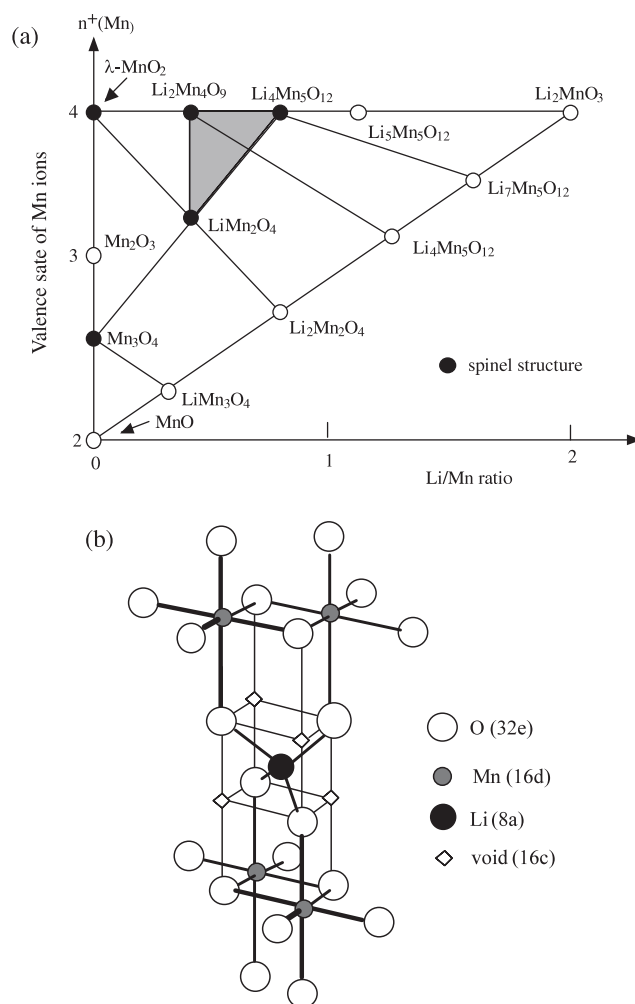 (a)
n⁺(Mn)
λ-MnO₂
Li₂Mn₄O₉
Li₄Mn₅O₁₂
Li₂MnO₃
4
Li₅Mn₅O₁₂
Li₇Mn₅O₁₂
LiMn₂O₄
Valence sate of Mn ions
3
Mn₂O₃
Li₄Mn₅O₁₂
Li₂Mn₂O₄
Mn₃O₄
spinel structure
LiMn₃O₄
MnO
2
0
1
2
Li/Mn ratio
(b)
O (32e)
Mn (16d)
Li (8a)
void (16c)